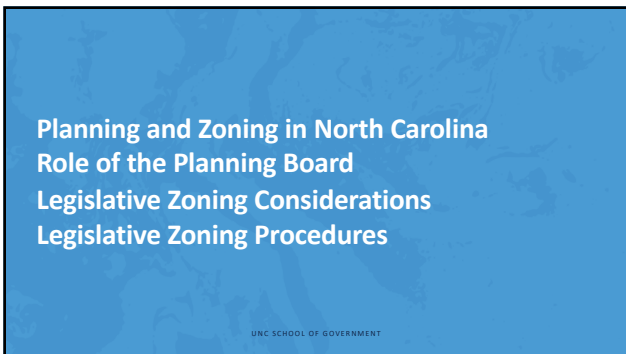 Planning and Zoning in North Carolina
Role of the Planning Board
Legislative Zoning Considerations
Legislative Zoning Procedures
UNC SCHOOL OF GOVERNMENT